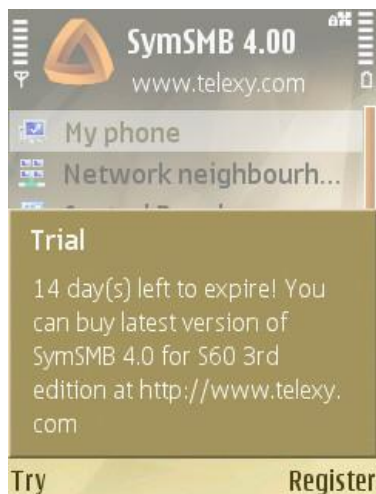 SymSMB 4.00
www.telexy.com
My phone
Network neighbourh...
Trial
14 day(s) left to expire! You
can buy latest version of
SymSMB 4.0 for S60 3rd
edition at http://www.telexy.
com
Try Register